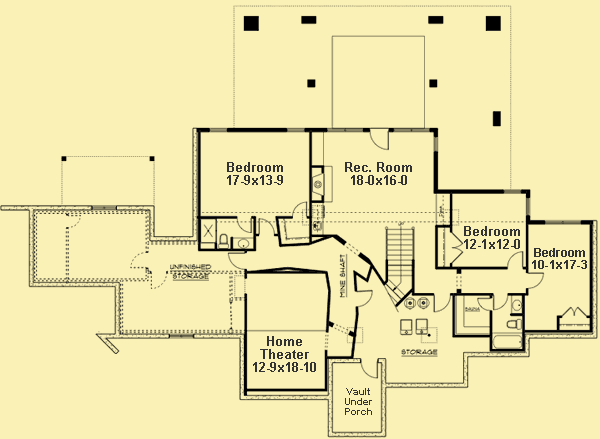 Bedroom
17-9x13-9
Rec. Room
18-0x16-0
Bedroom
12-1x12-0
Bedroom
10-1x17-3
UNFINISHED
STORAGE
MINE SHAFT
SAUNA
Home
Theater
12-9x18-10
STORAGE
Vault
Under
Porch